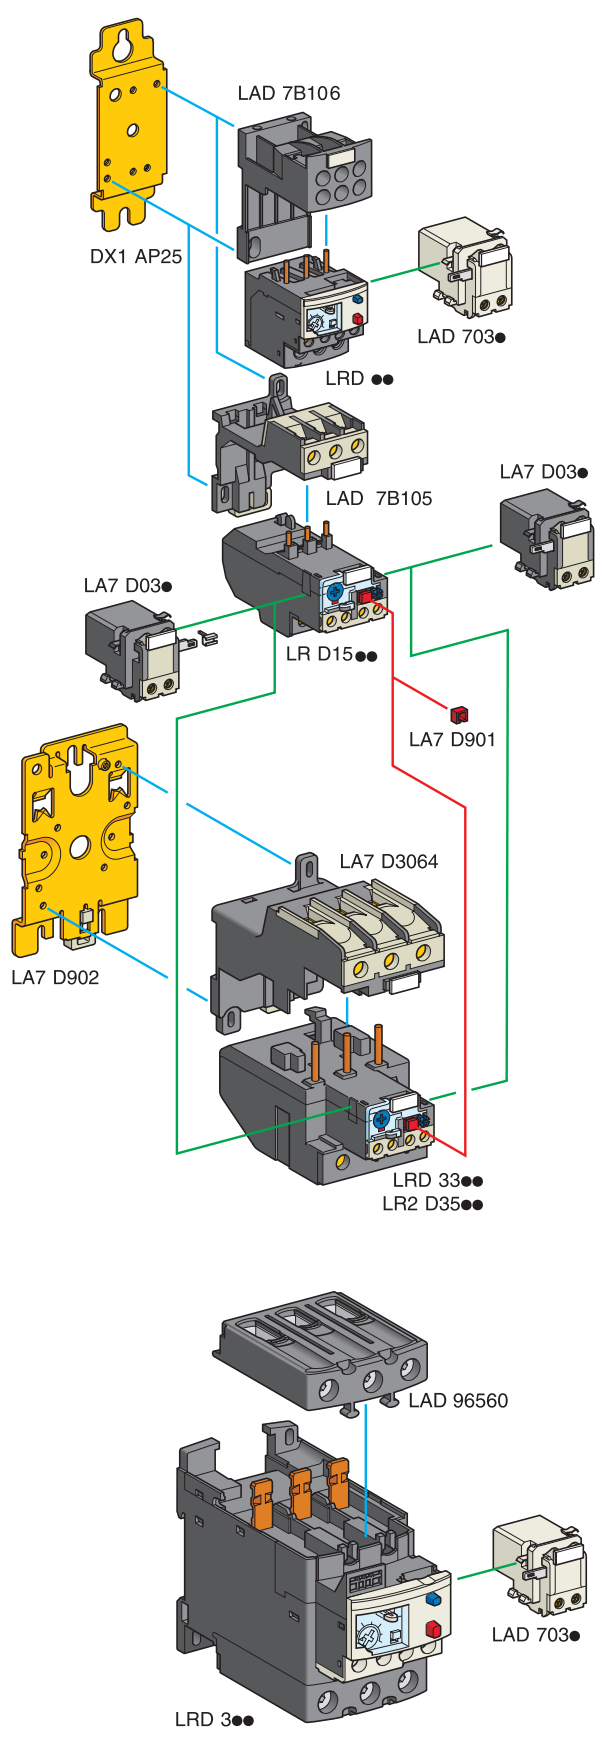 LAD 7B106
DX1 AP25
LAD 703●
LRD ●●
LAD 7B105
LA7 D03●
LA7 D03●
LR D15●●
LA7 D901
LA7 D3064
LA7 D902
LRD 33●●
LR2 D35●●
LAD 96560
LAD 703●
LRD 3●●